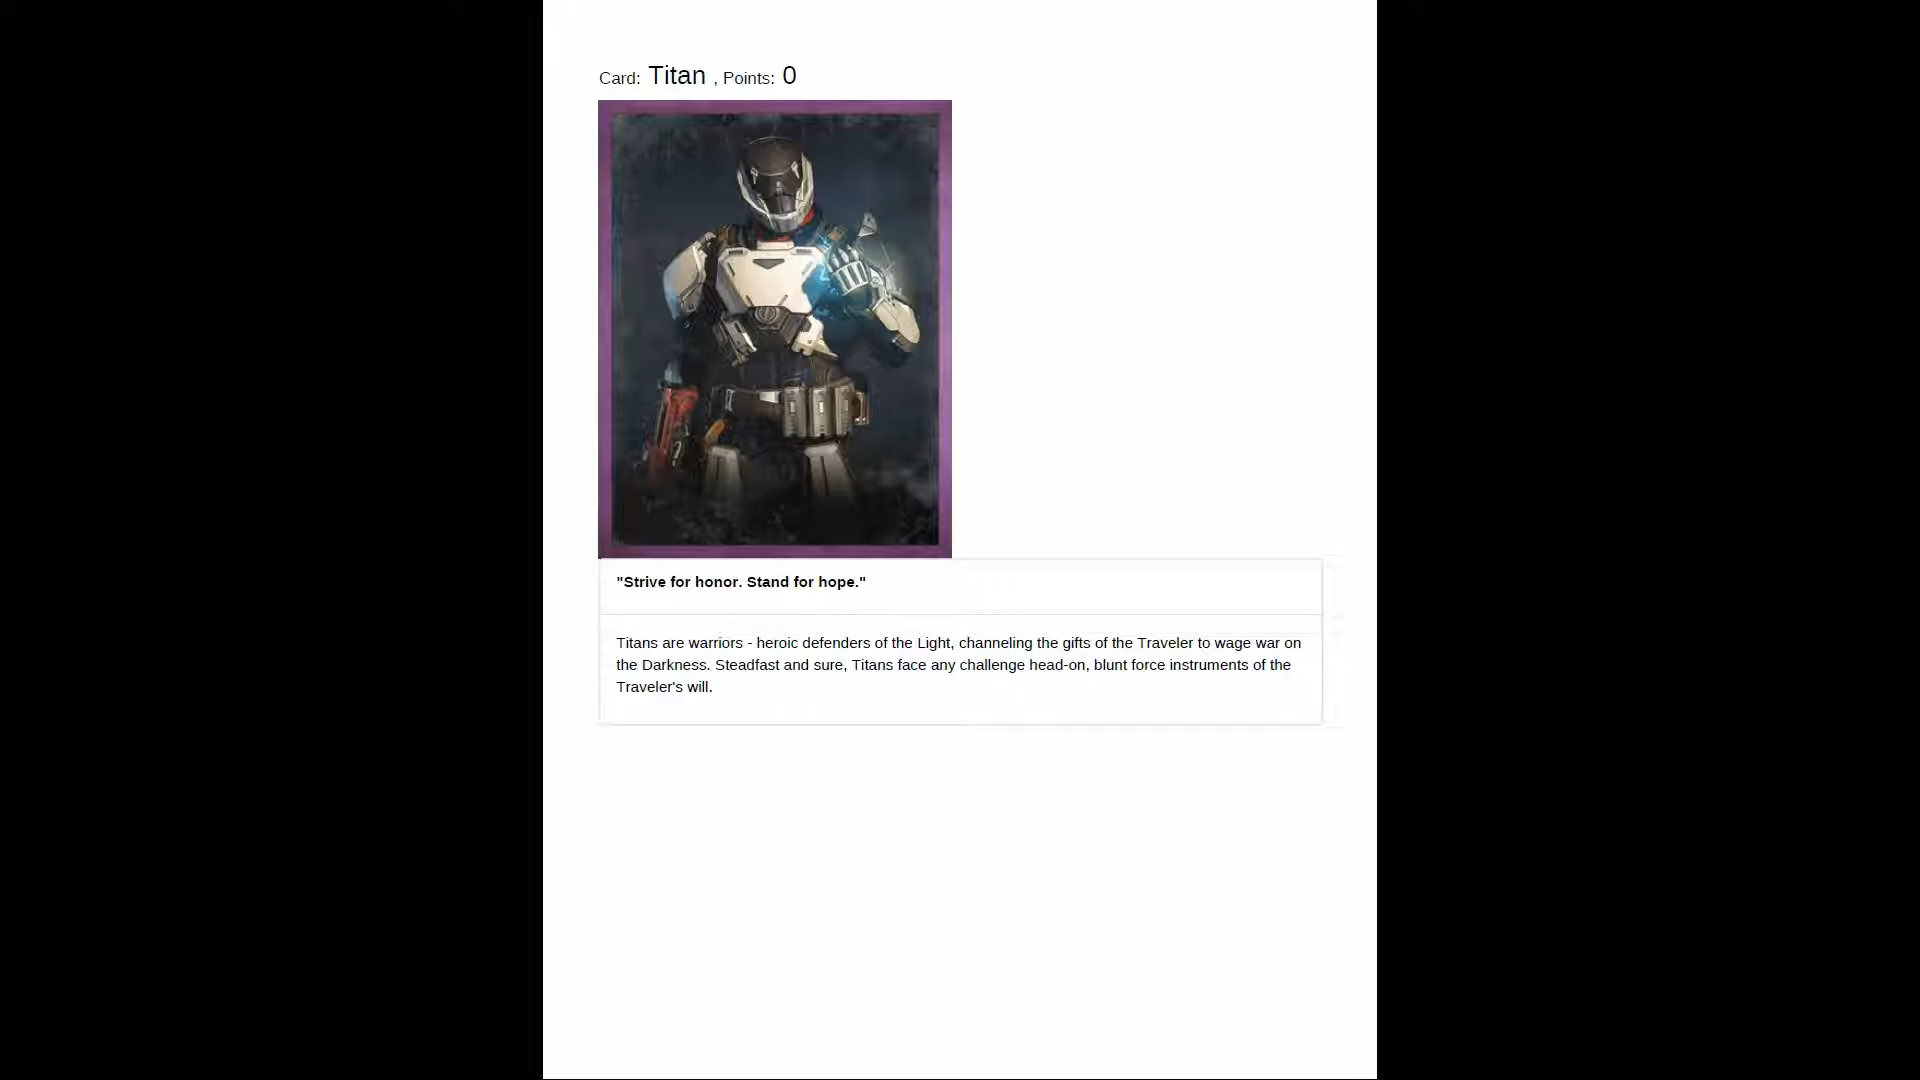 Card: Titan , Points: 0
"Strive for honor. Stand for hope."
Titans are warriors - heroic defenders of the Light, channeling the gifts of the Traveler to wage war on
the Darkness. Steadfast and sure, Titans face any challenge head-on, blunt force instruments of the
Traveler's will.